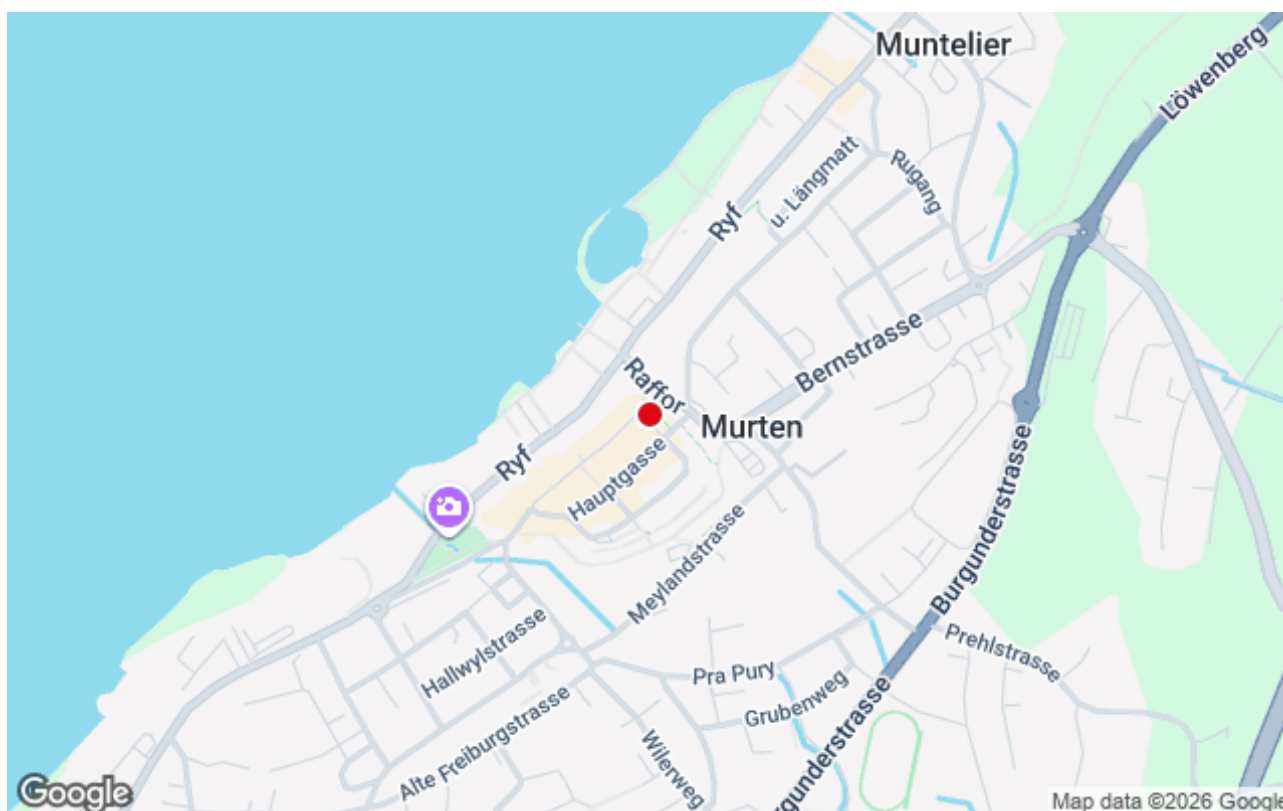 Muntelier
Löwenberg
u. Längmatt
Rugang
Ryf
Bernstrasse
Raffor
Murten
Ryf
Hauptgasse
Burgunderstrasse
Meylandstrasse
Prehlstrasse
Hallwylstrasse
Pra Pury
Grubenweg
Alte Freiburgstrasse
Wilerweg
rgunderstrasse
Google
Map data ©2026 Google